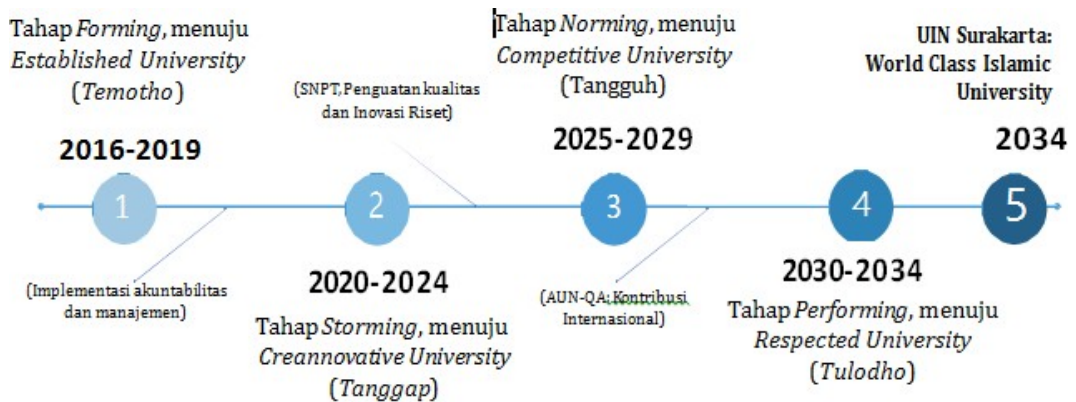 Tahap Forming, menuju
Established University
(Temotho)
2016-2019
1
(Implementasi akuntabilitas
dan manajemen)
(SNPT, Penguatan kualitas
dan Inovasi Riset)
2
2020-2024
Tahap Storming, menuju
Creannovative University
(Tanggap)
Tahap Norming, menuju
Competitive University
(Tangguh)
2025-2029
3
(AUN-QA; Kontribusi
Internasional)
4
2030-2034
Tahap Performing, menuju
Respected University
(Tulodho)
UIN Surakarta:
World Class Islamic
University
2034
5